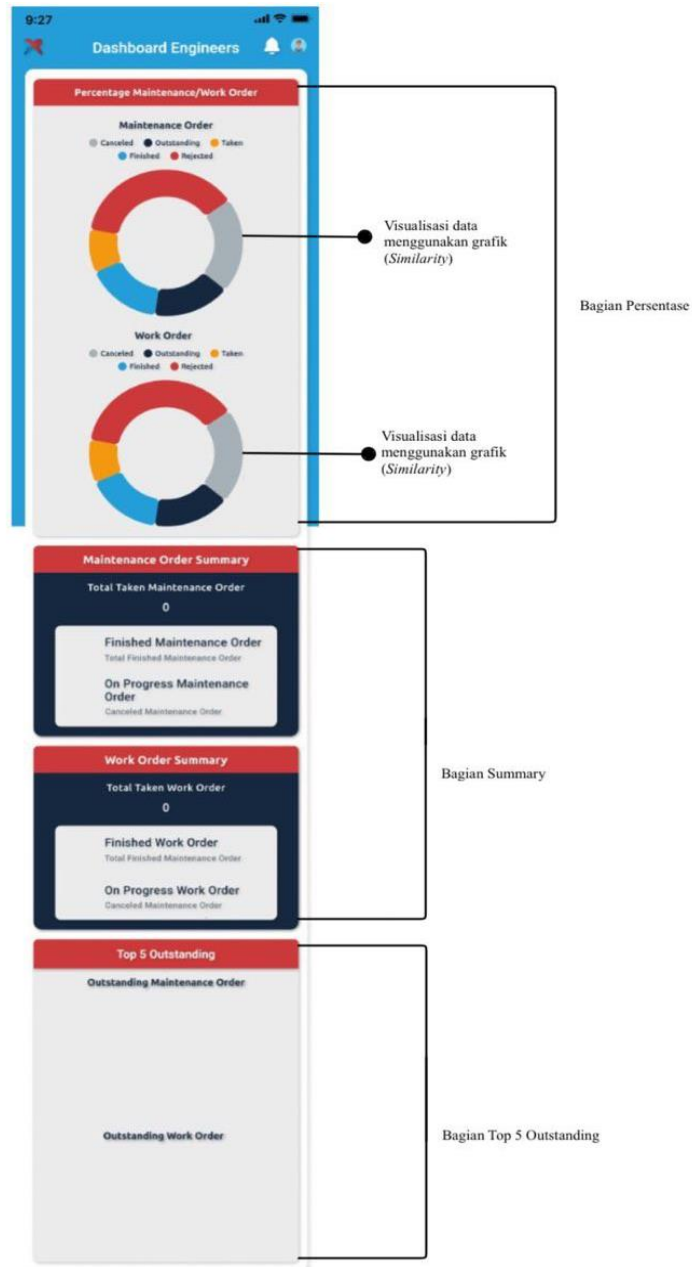 9:27
Dashboard Engineers
Percentage Maintenance/Work Order
Maintenance Order
Canceled Outstanding Taken
Finished Rejected
Visualisasi data
menggunakan grafik
(Similarity)
Bagian Persentase
Work Order
Canceled Outstanding Taken
Finished Rejected
Visualisasi data
menggunakan grafik
(Similarity)
Maintenance Order Summary
Total Taken Maintenance Order
0
Finished Maintenance Order
Total Finished Maintenance Order
On Progress Maintenance
Order
Canceled Maintenance Order
Work Order Summary
Total Taken Work Order
0
Finished Work Order
Total Finished Maintenance Order
On Progress Work Order
Canceled Maintenance Order
Bagian Summary
Top 5 Outstanding
Outstanding Maintenance Order
Outstanding Work Order
Bagian Top 5 Outstanding